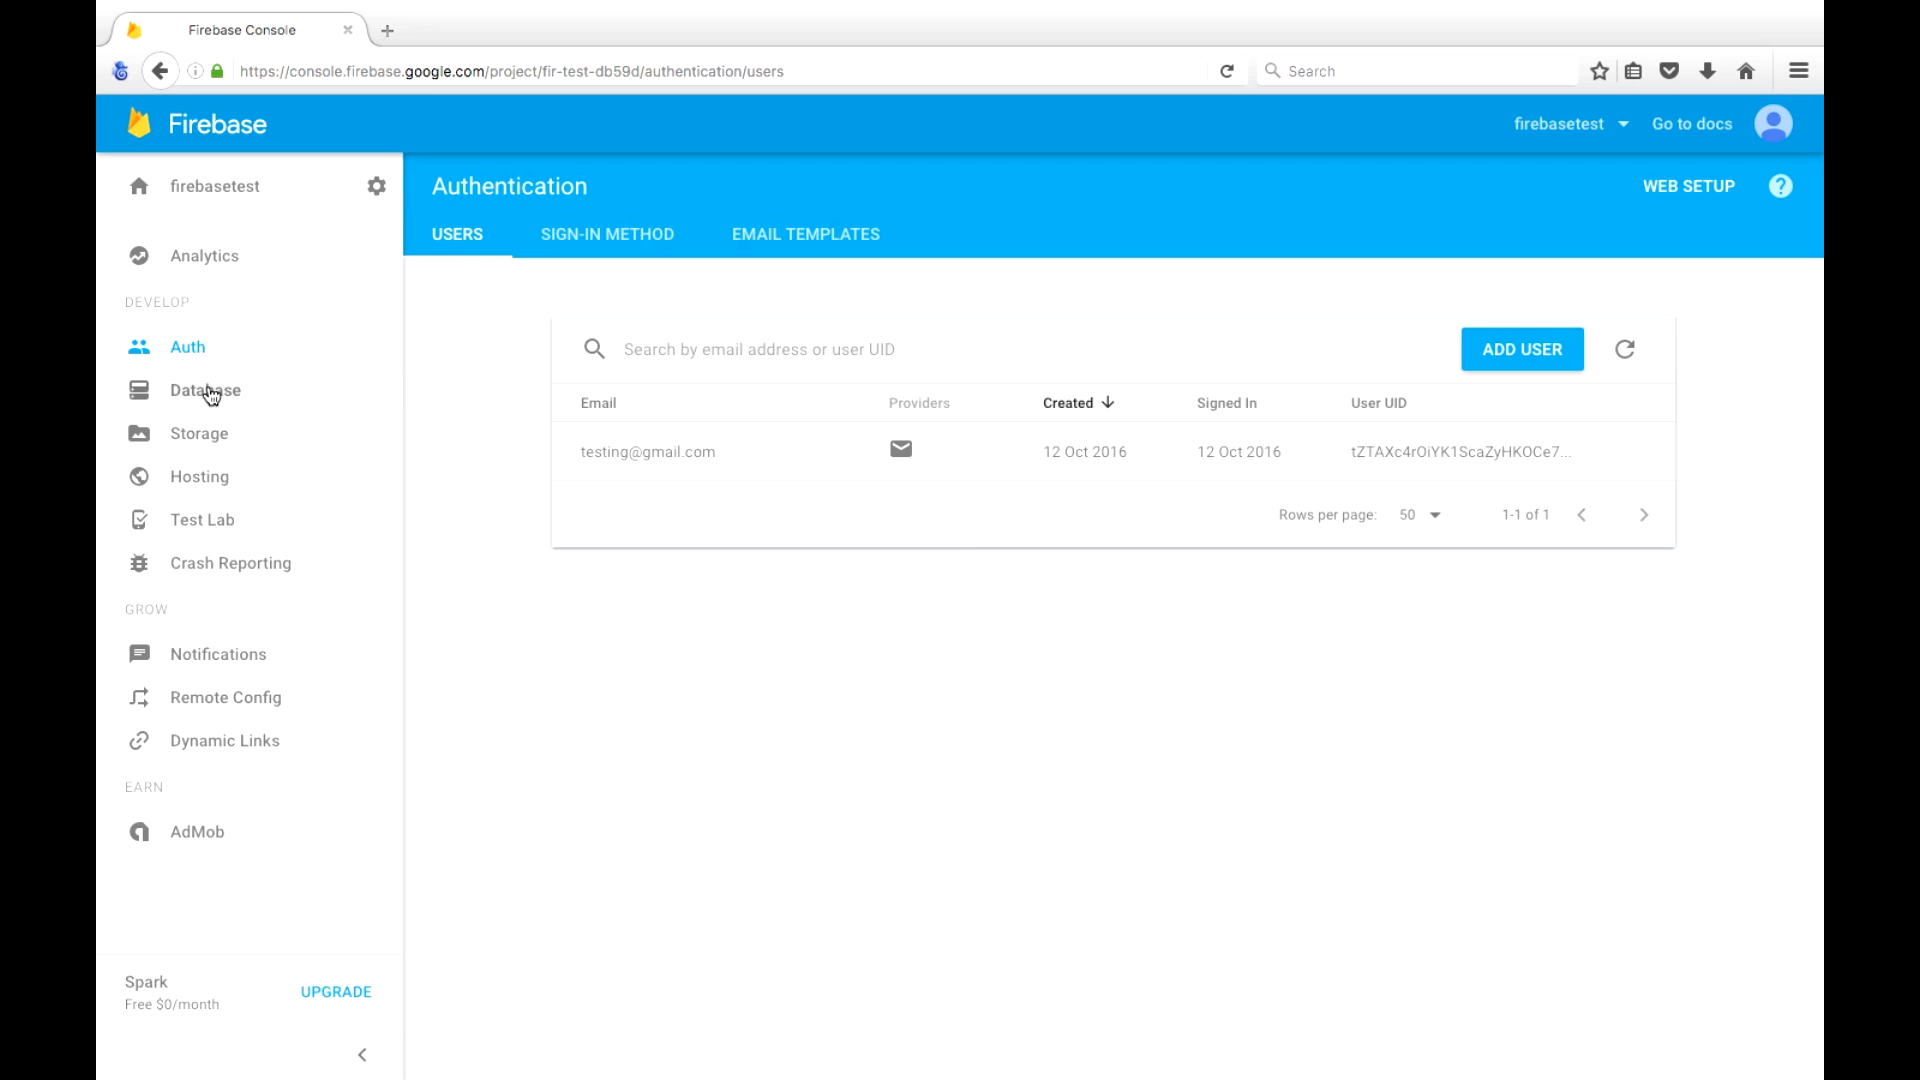 Firebase Console
https://console.firebase.google.com/project/fir-test-db59d/authentication/users
Search
Firebase
firebasetest
Go to docs
firebasetest
Authentication
WEB SETUP
USERS
SIGN-IN METHOD
EMAIL TEMPLATES
Analytics
DEVELOP
Auth
Database
Storage
Hosting
Test Lab
Crash Reporting
GROW
Notifications
Remote Config
Dynamic Links
EARN
AdMob
Spark
Free $0/month
UPGRADE
Search by email address or user UID
ADD USER
Email
Providers
Created
Signed In
User UID
testing@gmail.com
12 Oct 2016
12 Oct 2016
tZTAXc4rOiYK1ScaZyHKOCe7...
Rows per page:
50
1-1 of 1